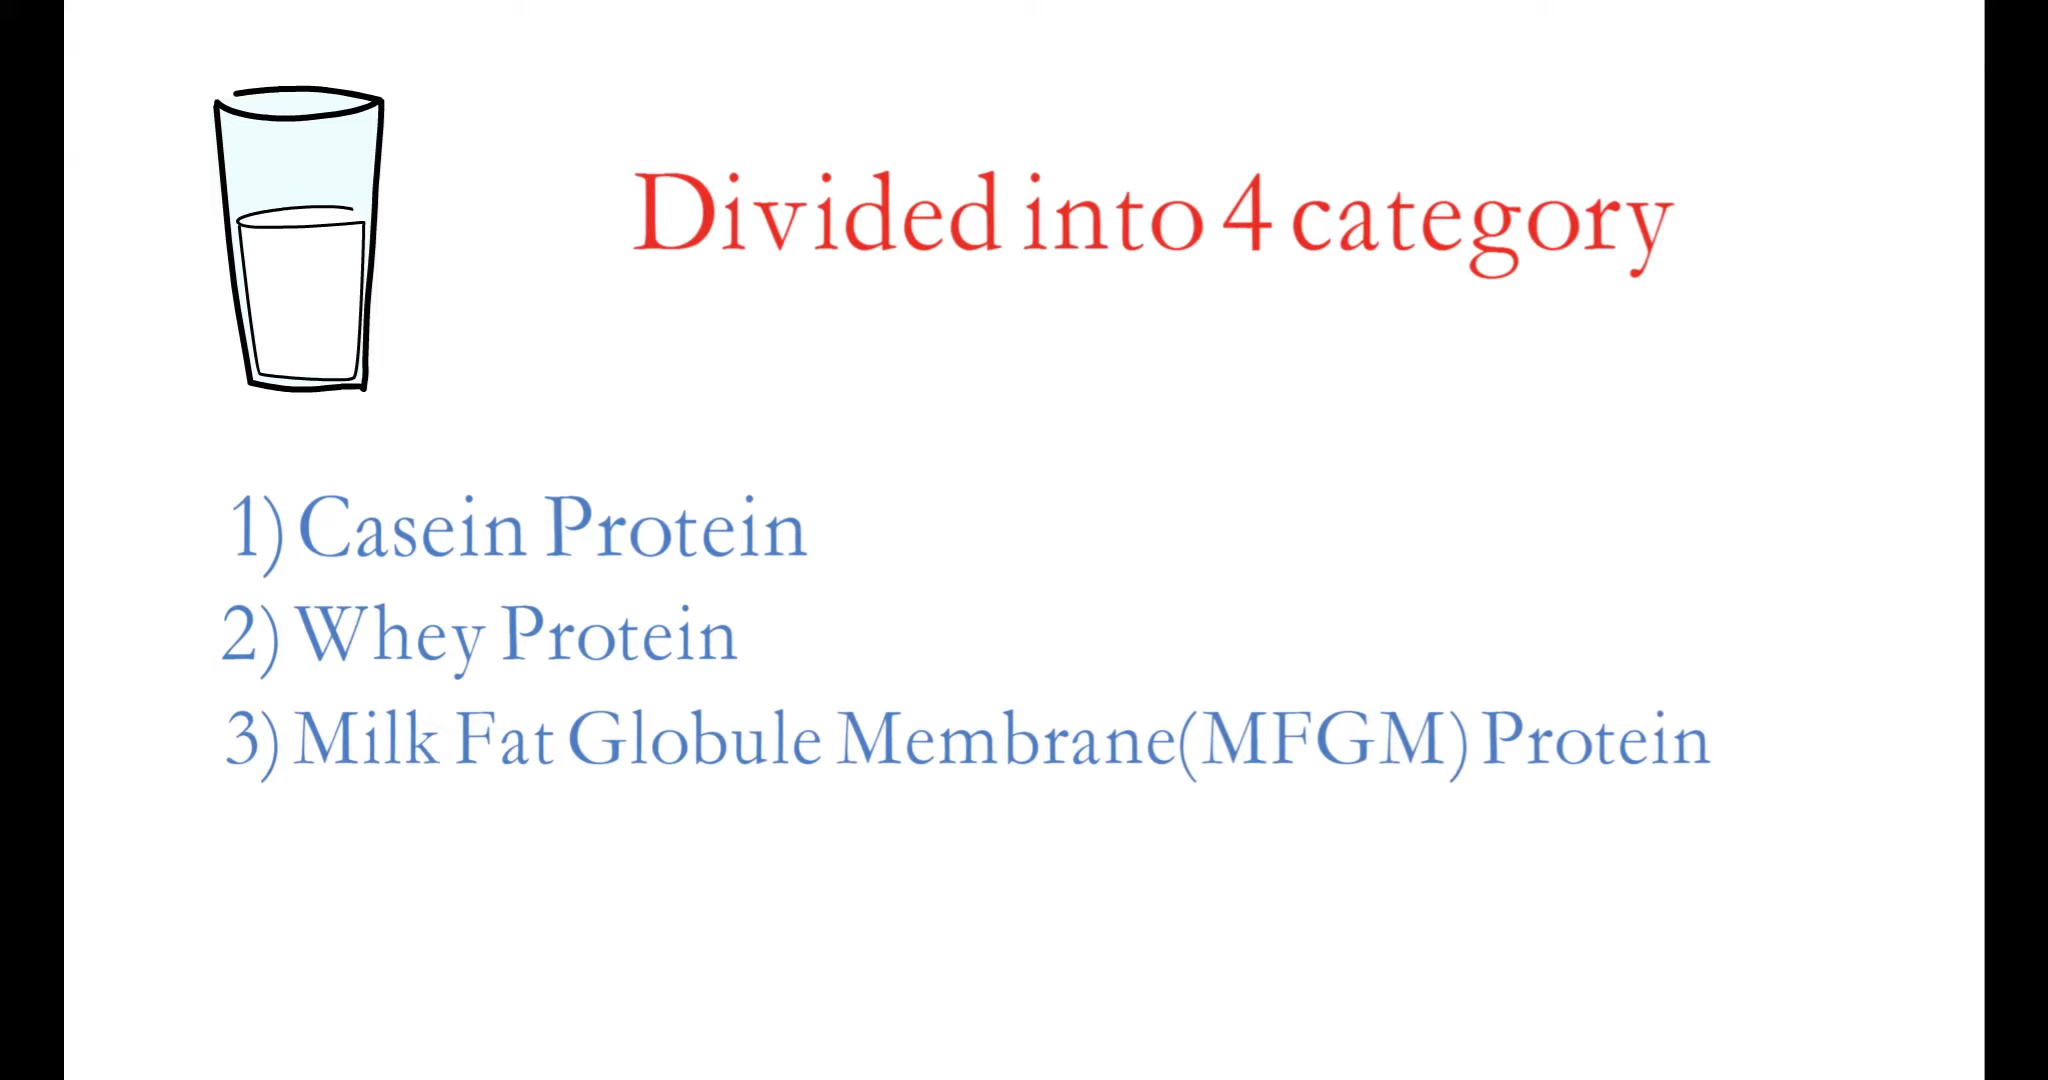 Divided into 4 category
1) Casein Protein
2) Whey Protein
3) Milk Fat Globule Membrane(MFGM) Protein